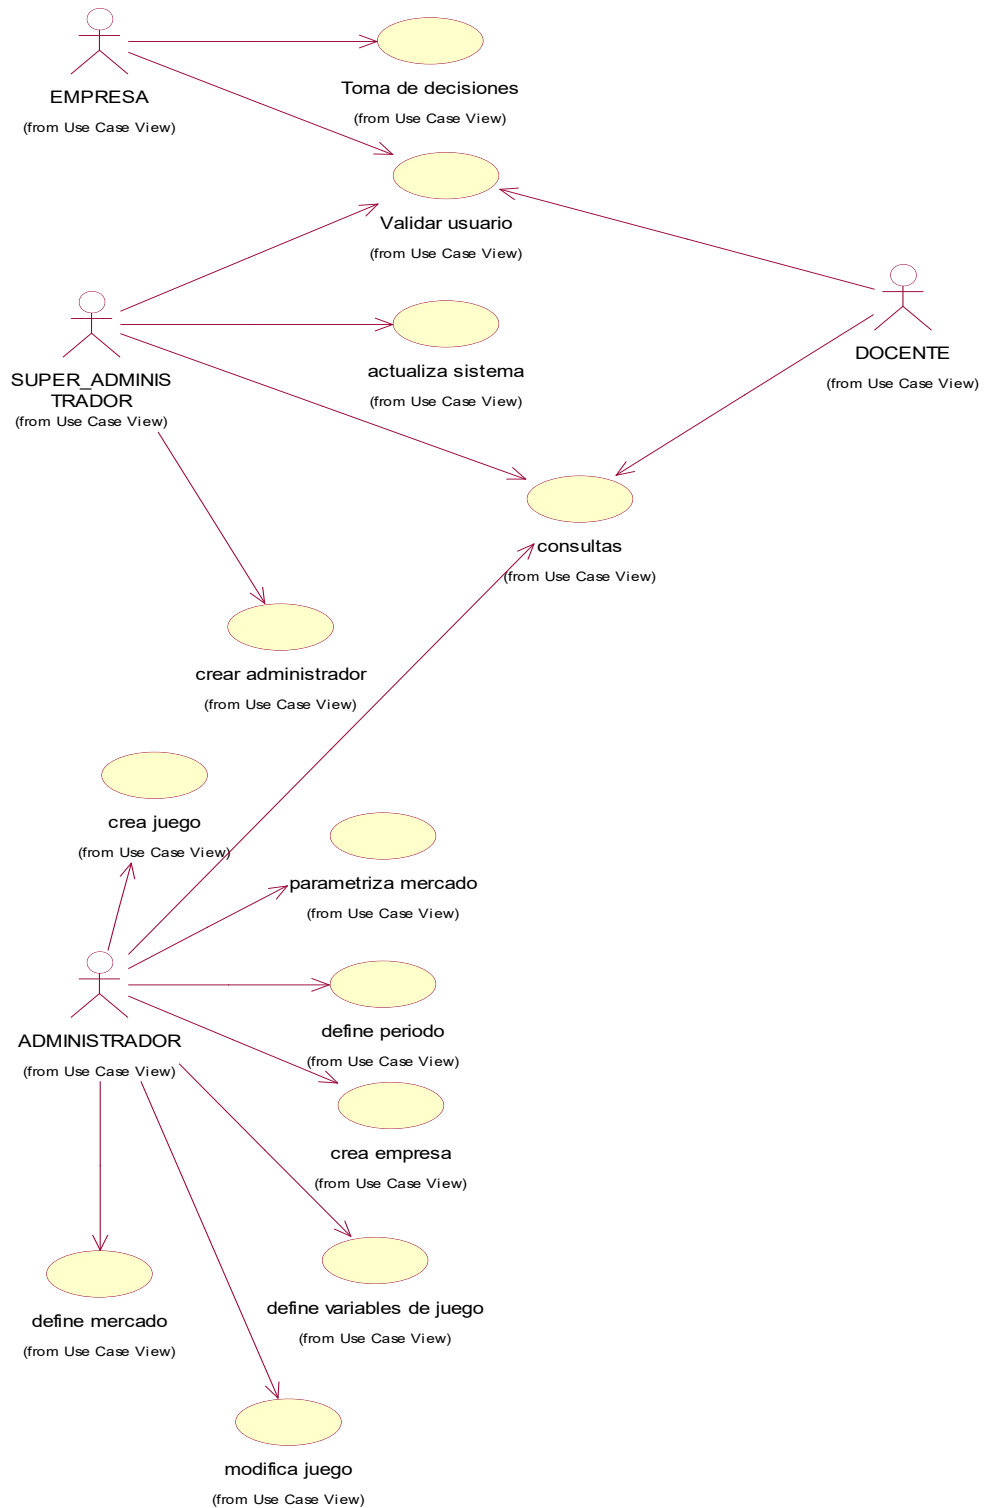 EMPRESA
(from Use Case View)
Toma de decisiones
(from Use Case View)
Validar usuario
(from Use Case View)
SUPER_ADMINIS
TRADOR
(from Use Case View)
actualiza sistema
(from Use Case View)
DOCENTE
(from Use Case View)
consultas
(from Use Case View)
crear administrador
(from Use Case View)
crea juego
(from Use Case View)
parametriza mercado
(from Use Case View)
ADMINISTRADOR
(from Use Case View)
define periodo
(from Use Case View)
crea empresa
(from Use Case View)
define variables de juego
(from Use Case View)
define mercado
(from Use Case View)
modifica juego
(from Use Case View)